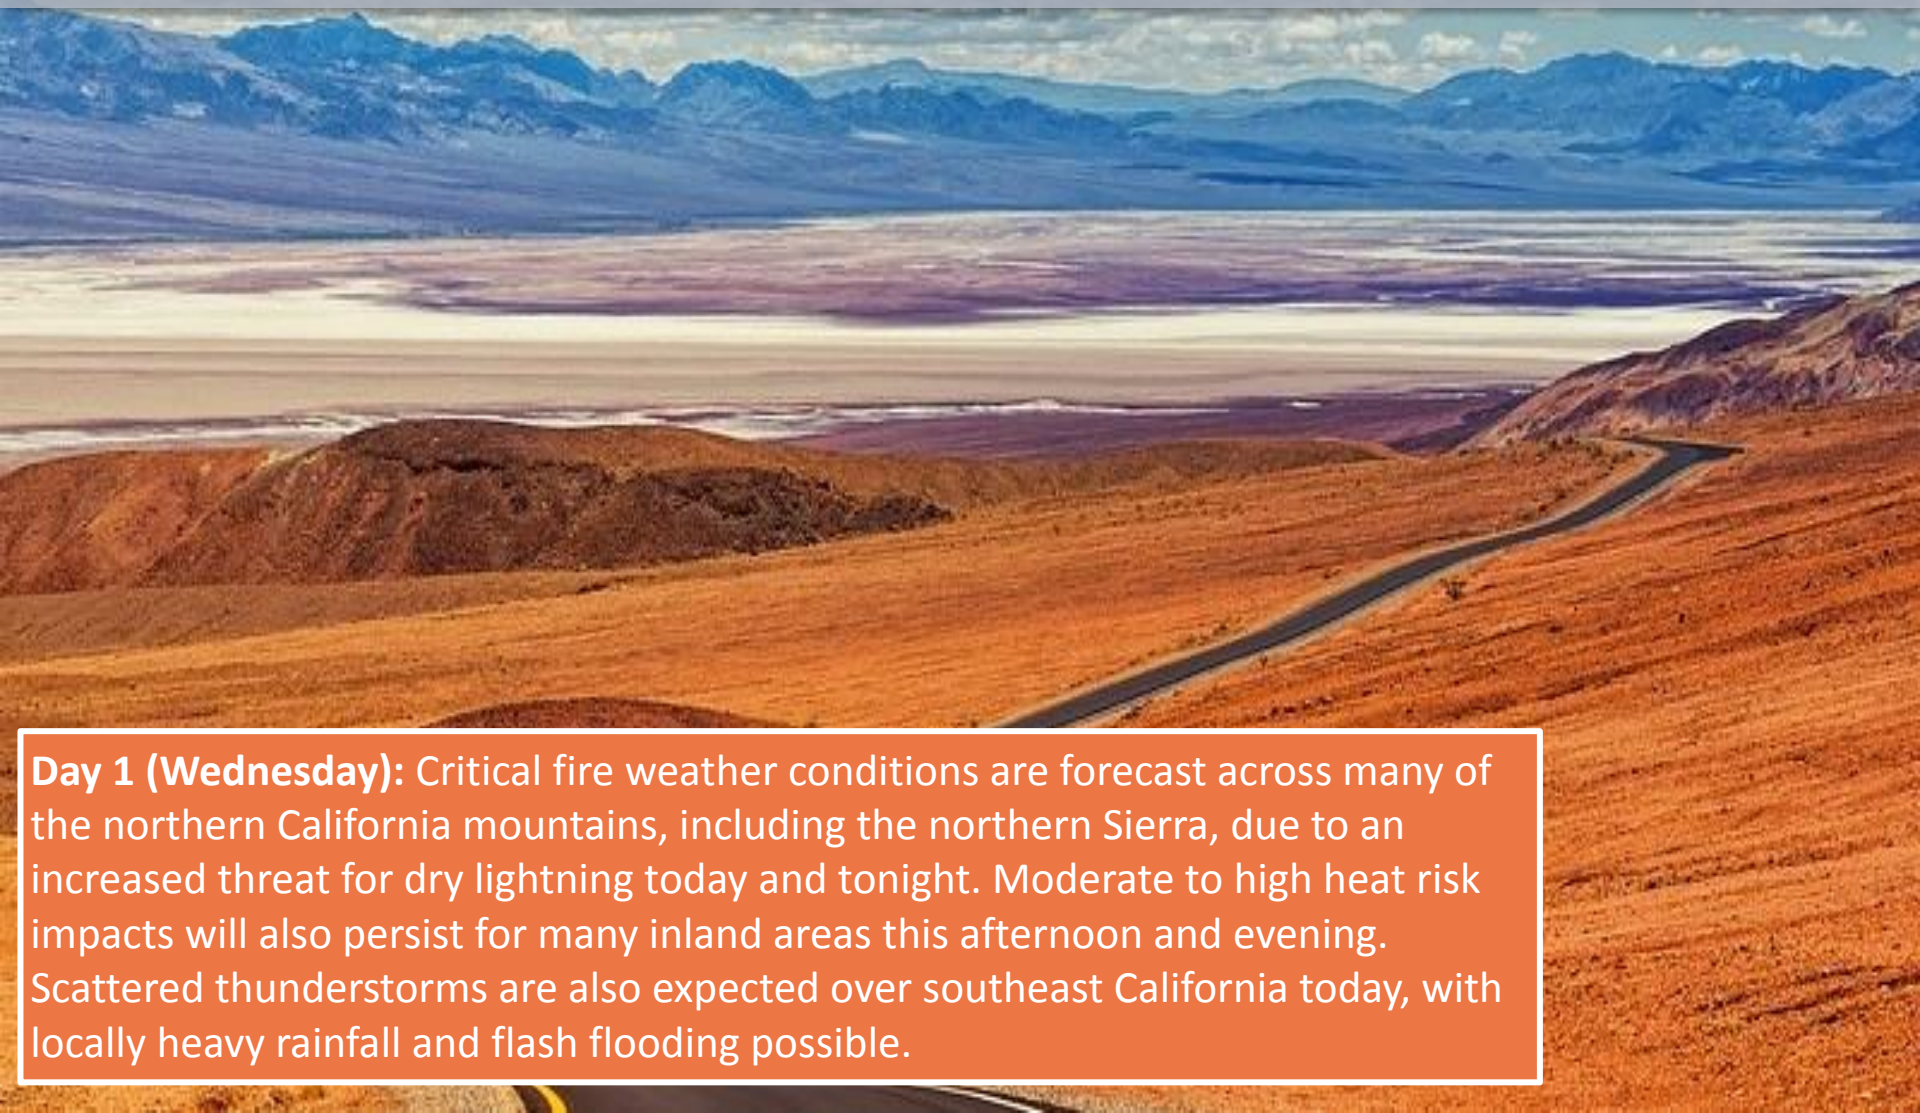 Day 1 (Wednesday): Critical fire weather conditions are forecast across many of
the northern California mountains, including the northern Sierra, due to an
increased threat for dry lightning today and tonight. Moderate to high heat risk
impacts will also persist for many inland areas this afternoon and evening.
Scattered thunderstorms are also expected over southeast California today, with
locally heavy rainfall and flash flooding possible.